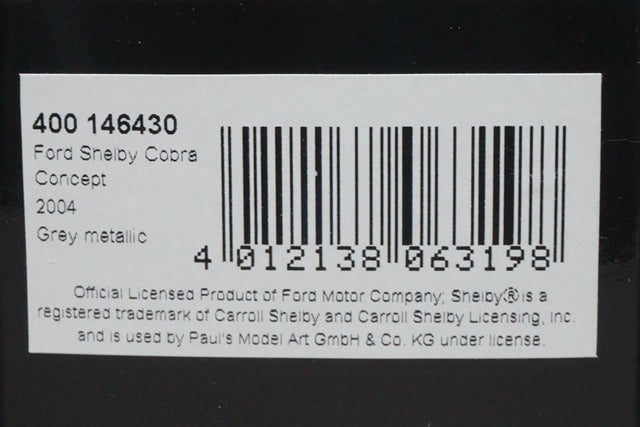 400 146430
Ford Shelby Cobra
Concept
2004
Grey metallic
4 012138 063198
Official Licensed Product of Ford Motor Company; Shelby® is a
registered trademark of Carroll Shelby and Carroll Shelby Licensing, Inc.
and is used by Paul's Model Art GmbH & Co. KG under license.